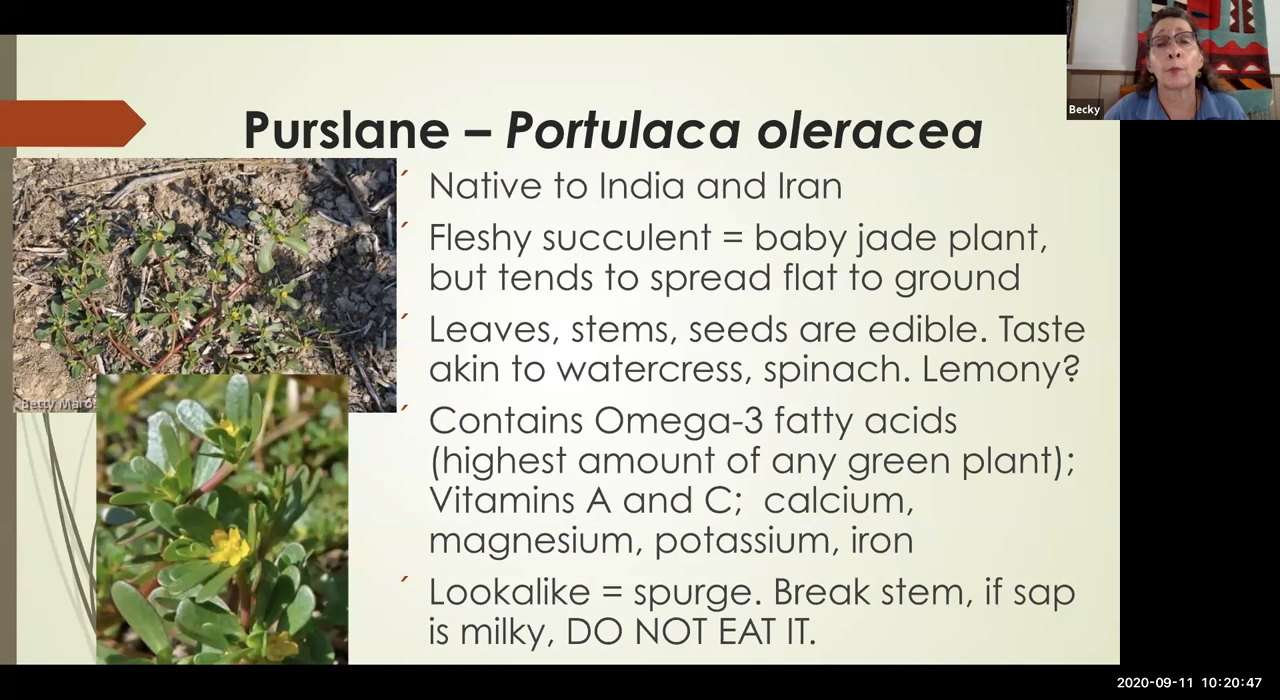 Becky
Purslane – Portulaca oleracea
Native to India and Iran
Fleshy succulent = baby jade plant,
but tends to spread flat to ground
Leaves, stems, seeds are edible. Taste
akin to watercress, spinach. Lemony?
Contains Omega-3 fatty acids
(highest amount of any green plant);
Vitamins A and C;  calcium,
magnesium, potassium, iron
Lookalike = spurge. Break stem, if sap
is milky, DO NOT EAT IT.
Betty Maro
2020-09-11 10:20:47